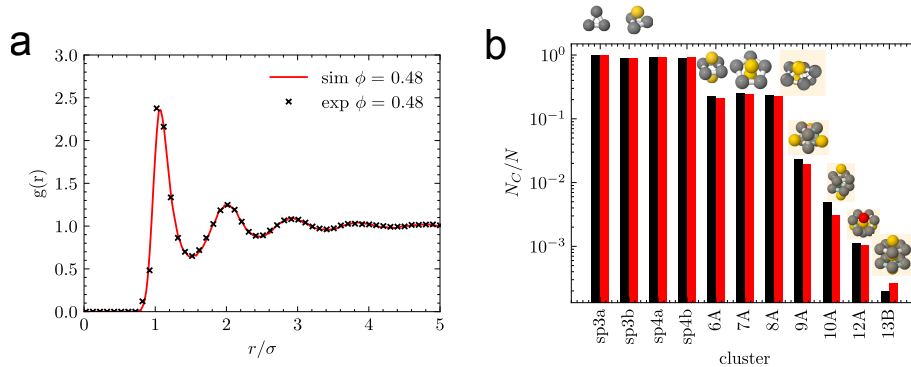 a
3.0
2.5
2.0
1.5
1.0
0.5
0.0
g(r)
sim ϕ = 0.48
exp ϕ = 0.48
0 1 2 3 4 5
r/σ
b
10⁰
10⁻¹
10⁻²
10⁻³
N_C/N
sp3a
sp3b
sp4a
sp4b
6A
7A
8A
9A
10A
12A
13B
cluster